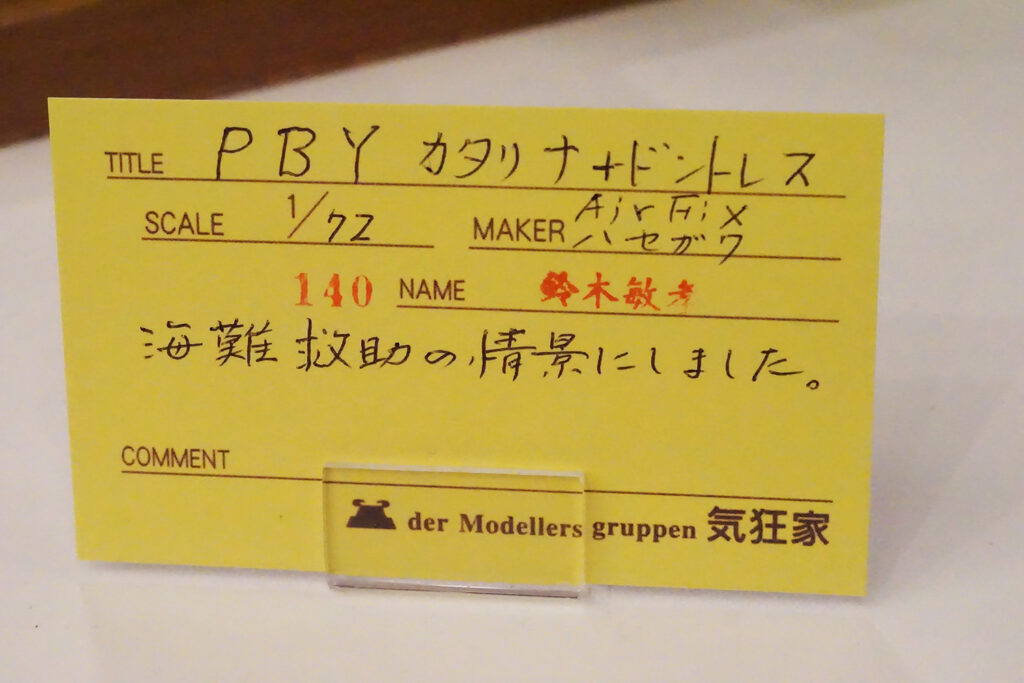 TITLE PBY カタリナ+ドントレス
SCALE 1/72 MAKER AirFix
ハセガワ
140 NAME 鈴木敏孝
海難救助の情景にしました。
COMMENT
der Modellers gruppen 気狂家